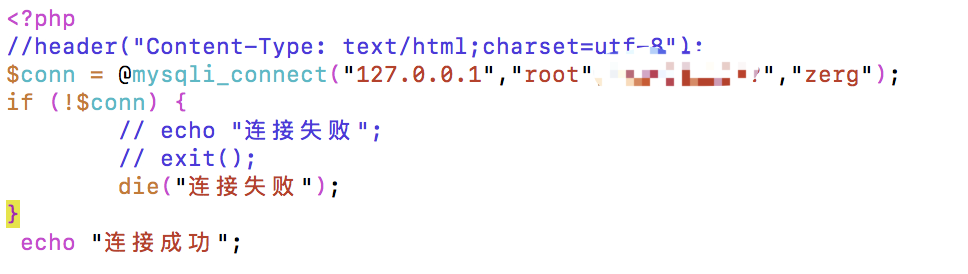 <?php
//header("Content-Type: text/html;charset=utf-8");
$conn = @mysqli_connect("127.0.0.1","root" ","zerg");
if (!$conn) {
        // echo "连接失败";
        // exit();
        die("连接失败");
}
 echo "连接成功";